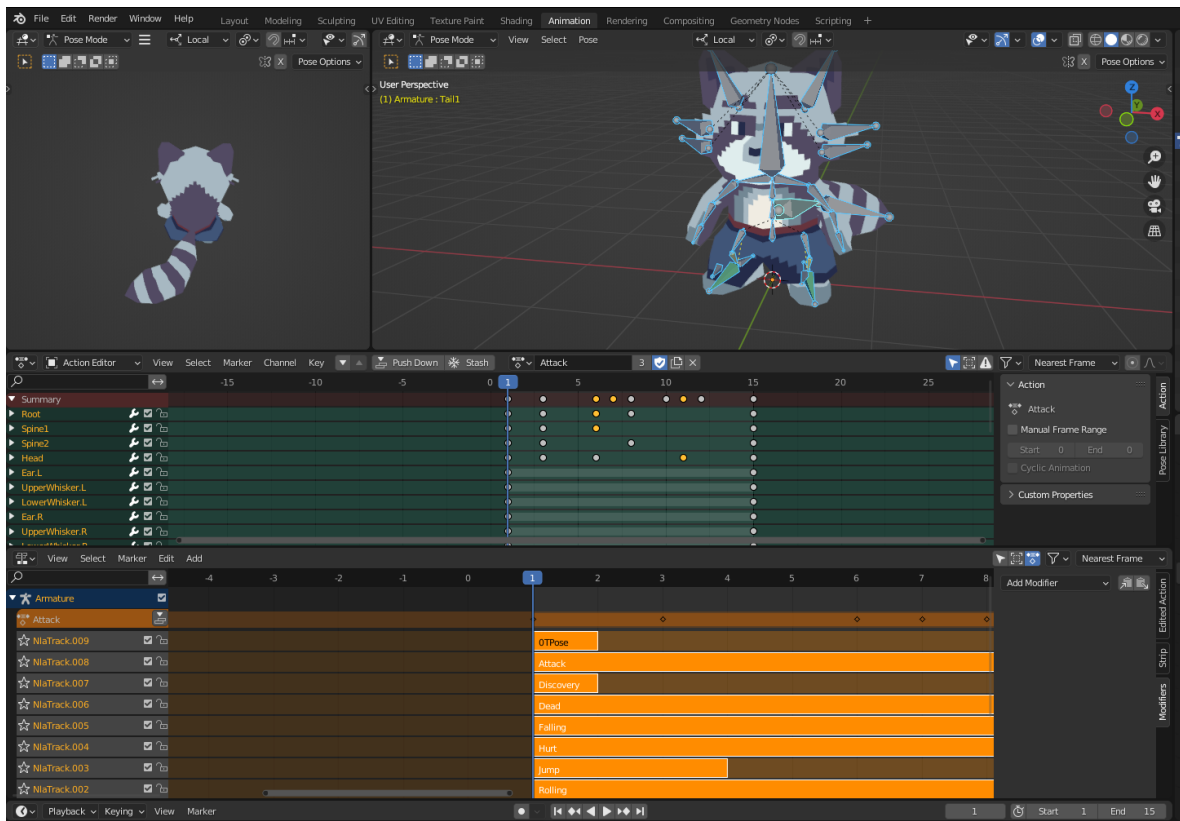 File Edit Render Window Help Layout Modeling Sculpting UV Editing Texture Paint Shading Animation Rendering Compositing Geometry Nodes Scripting +
Pose Mode Local
Pose Mode View Select Pose Local
X Pose Options
X Pose Options
User Perspective
(1) Armature : Tail1
Z
Y
X
Action Editor View Select Marker Channel Key Push Down Stash Attack 3 Nearest Frame
-15 -10 -5 0 1 5 10 15 20 25
Summary
Root
Spine1
Spine2
Head
Ear.L
UpperWhisker.L
LowerWhisker.L
Ear.R
UpperWhisker.R
LowerWhisker.R
Action
Attack
Manual Frame Range
Start 0 End 0
Cyclic Animation
Custom Properties
Action
Pose Library
View Select Marker Edit Add Nearest Frame
-4 -3 -2 -1 0 1 2 3 4 5 6 7 8
Armature
Attack
NlaTrack.009 0TPose
NlaTrack.008 Attack
NlaTrack.007 Discovery
NlaTrack.006 Dead
NlaTrack.005 Falling
NlaTrack.004 Hurt
NlaTrack.003 Jump
NlaTrack.002 Rolling
Add Modifier
Edited Action
Strip
Modifiers
Playback Keying View Marker 1 Start 1 End 15